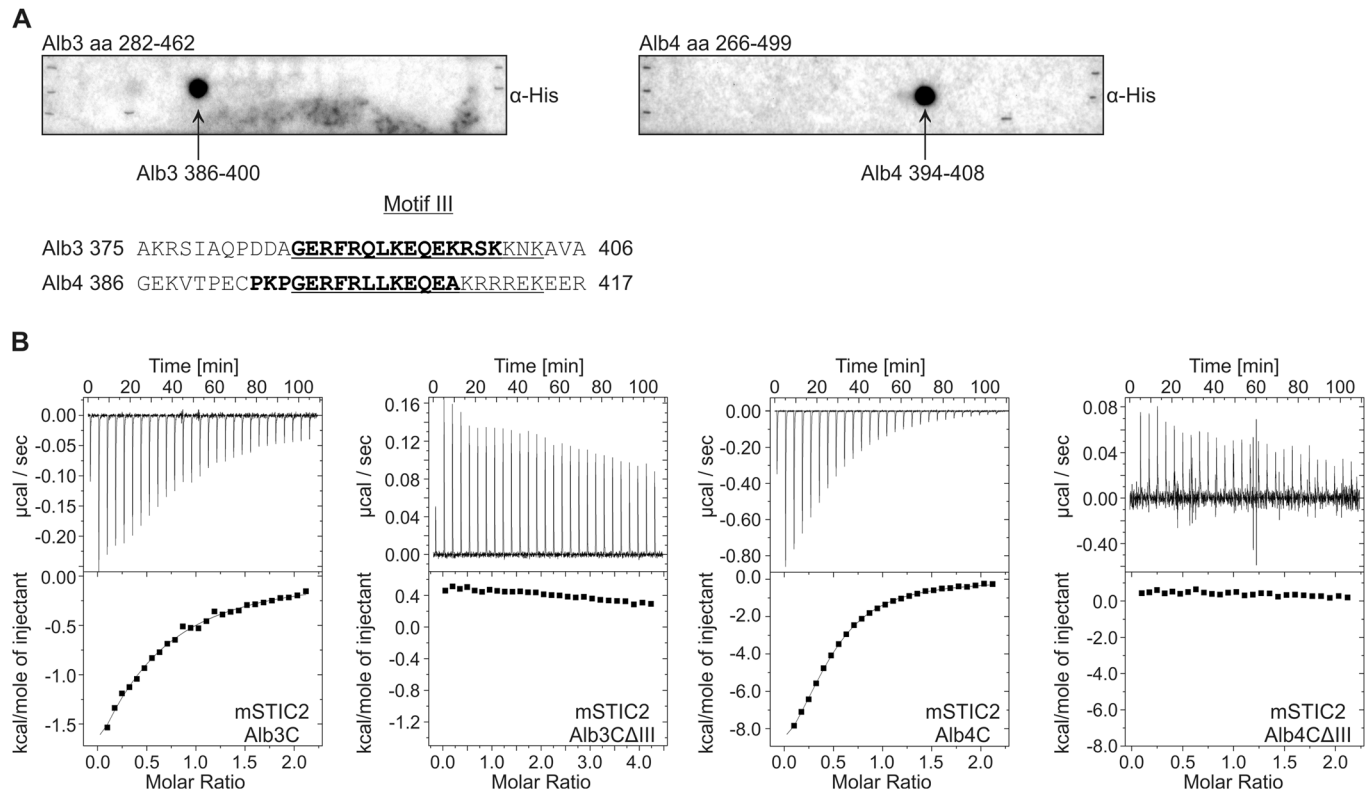 A
Alb3 aa 282-462
Alb4 aa 266-499
α-His
α-His
Alb3 386-400
Alb4 394-408
Motif III
Alb3 375 AKRSIAQPDDAGERFRQLKEQEKRSKKNKAVA 406
Alb4 386 GEKVTPECPKPGERFRLLKEQEAKRRREKEER 417
B
Time [min] Time [min] Time [min] Time [min]
0 20 40 60 80 100 0 20 40 60 80 100 0 20 40 60 80 100 0 20 40 60 80 100
µcal / sec
0.00
-0.05
-0.10
-0.15
-0.20
µcal / sec
0.16
0.12
0.08
0.04
0.00
µcal / sec
0.00
-0.20
-0.40
-0.60
-0.80
µcal / sec
0.08
0.04
0.00
-0.40
kcal/mole of injectant
0.00
-0.5
-1.0
-1.5
mSTIC2
Alb3C
0.0 0.5 1.0 1.5 2.0
Molar Ratio
kcal/mole of injectant
0.4
0.0
-0.4
-0.8
-1.2
mSTIC2
Alb3CΔIII
0.0 1.0 2.0 3.0 4.0
Molar Ratio
kcal/mole of injectant
0.0
-2.0
-4.0
-6.0
-8.0
mSTIC2
Alb4C
0.0 0.5 1.0 1.5 2.0
Molar Ratio
kcal/mole of injectant
0.0
-2.0
-4.0
-6.0
-8.0
mSTIC2
Alb4CΔIII
0.0 0.5 1.0 1.5 2.0
Molar Ratio